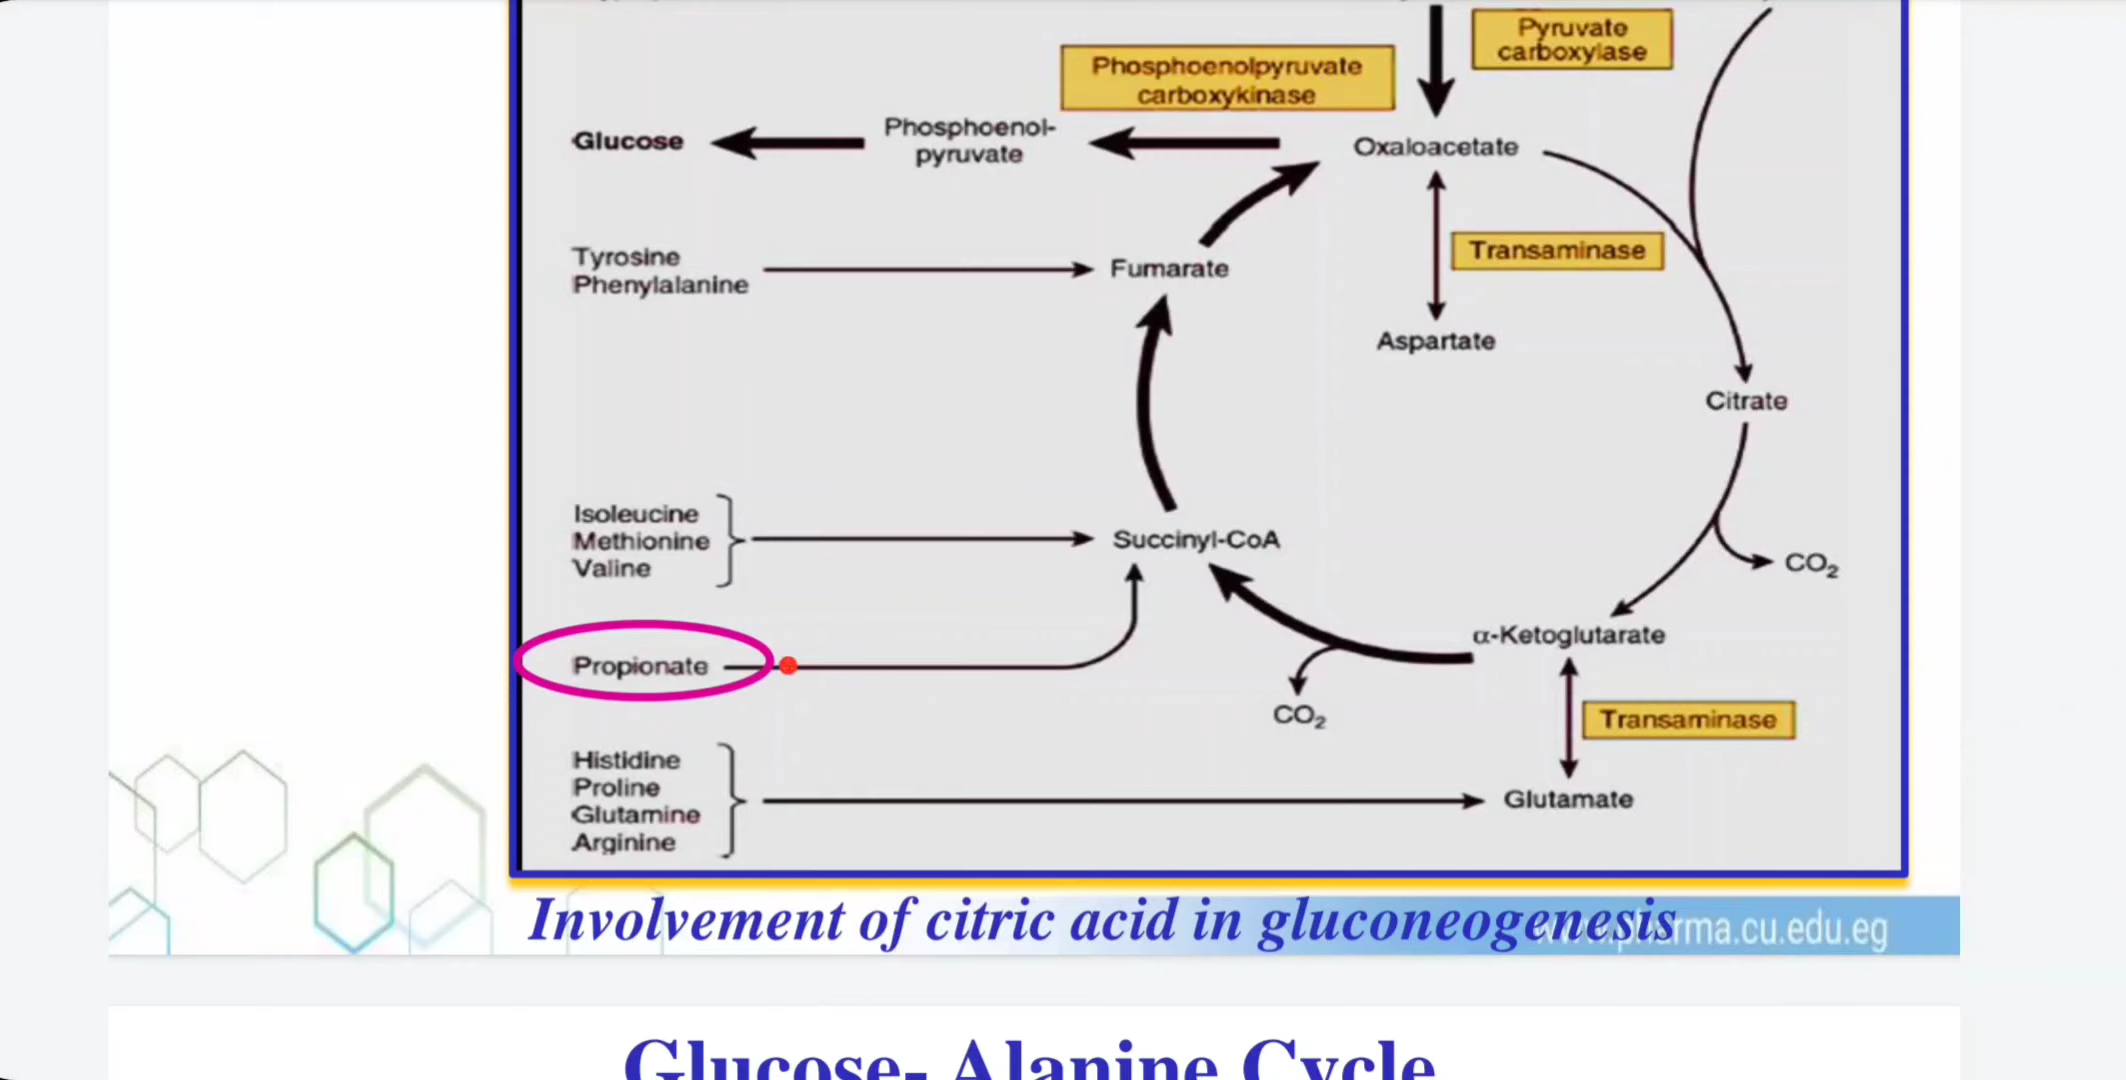 Pyruvate
carboxylase
Phosphoenolpyruvate
carboxykinase
Glucose
Phosphoenol-
pyruvate
Oxaloacetate
Tyrosine
Phenylalanine
Fumarate
Transaminase
Aspartate
Citrate
Isoleucine
Methionine
Valine
Succinyl-CoA
CO₂
Propionate
α-Ketoglutarate
CO₂
Transaminase
Histidine
Proline
Glutamine
Arginine
Glutamate
Involvement of citric acid in gluconeogenesis
rma.cu.edu.eg
Glucose- Alanine Cycle